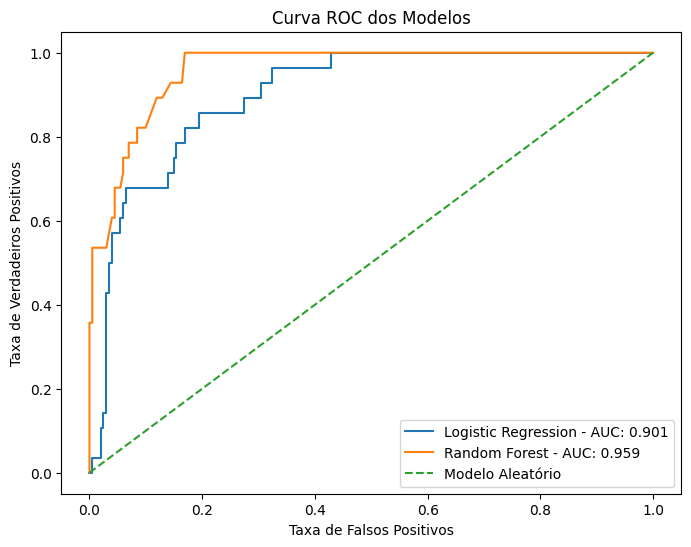 Curva ROC dos Modelos
Taxa de Verdadeiros Positivos
1.0
0.8
0.6
0.4
0.2
0.0
Logistic Regression - AUC: 0.901
Random Forest - AUC: 0.959
Modelo Aleatório
0.0 0.2 0.4 0.6 0.8 1.0
Taxa de Falsos Positivos